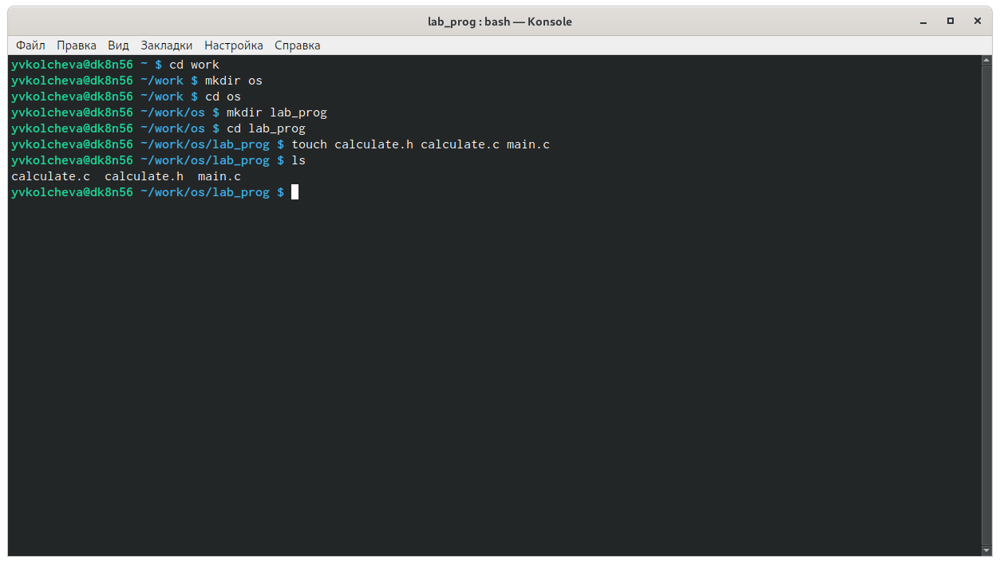 lab_prog : bash — Konsole
Файл Правка Вид Закладки Настройка Справка
yvkolcheva@dk8n56 ~ $ cd work
yvkolcheva@dk8n56 ~/work $ mkdir os
yvkolcheva@dk8n56 ~/work $ cd os
yvkolcheva@dk8n56 ~/work/os $ mkdir lab_prog
yvkolcheva@dk8n56 ~/work/os $ cd lab_prog
yvkolcheva@dk8n56 ~/work/os/lab_prog $ touch calculate.h calculate.c main.c
yvkolcheva@dk8n56 ~/work/os/lab_prog $ ls
calculate.c  calculate.h  main.c
yvkolcheva@dk8n56 ~/work/os/lab_prog $